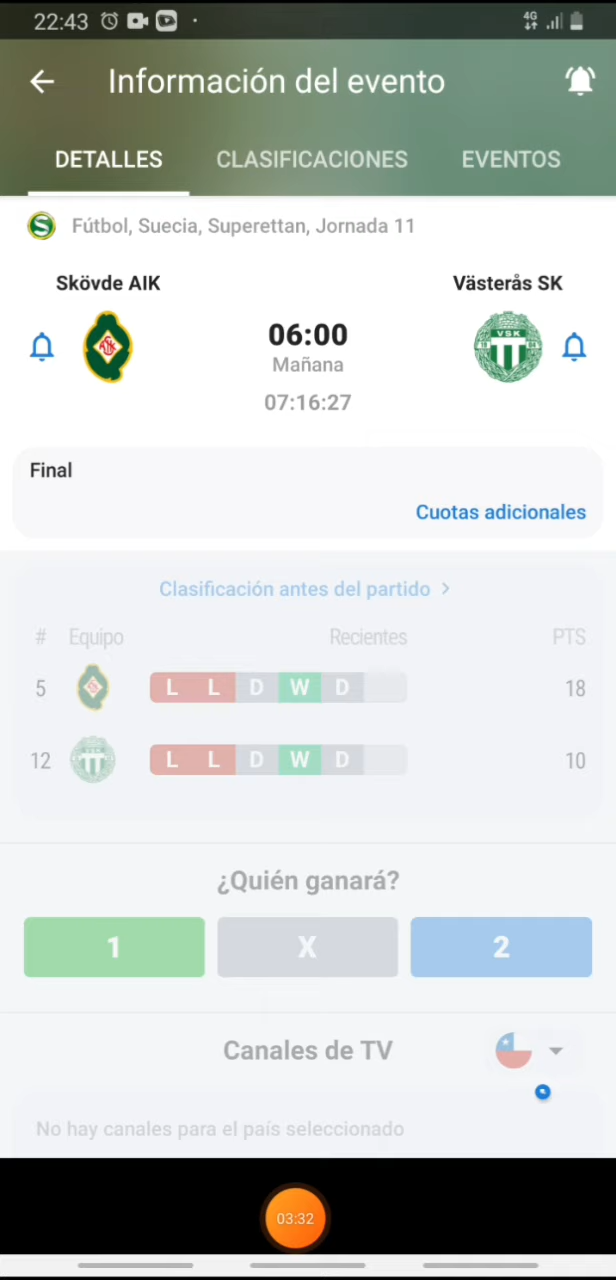 22:43 4G
Información del evento
DETALLES CLASIFICACIONES EVENTOS
S Fútbol, Suecia, Superettan, Jornada 11
Skövde AIK Västerås SK
06:00
VSK
Mañana
07:16:27
Final
Cuotas adicionales
Clasificación antes del partido >
# Equipo Recientes PTS
5 L L D W D 18
12 L L D W D 10
¿Quién ganará?
1 X 2
Canales de TV
No hay canales para el país seleccionado
03:32